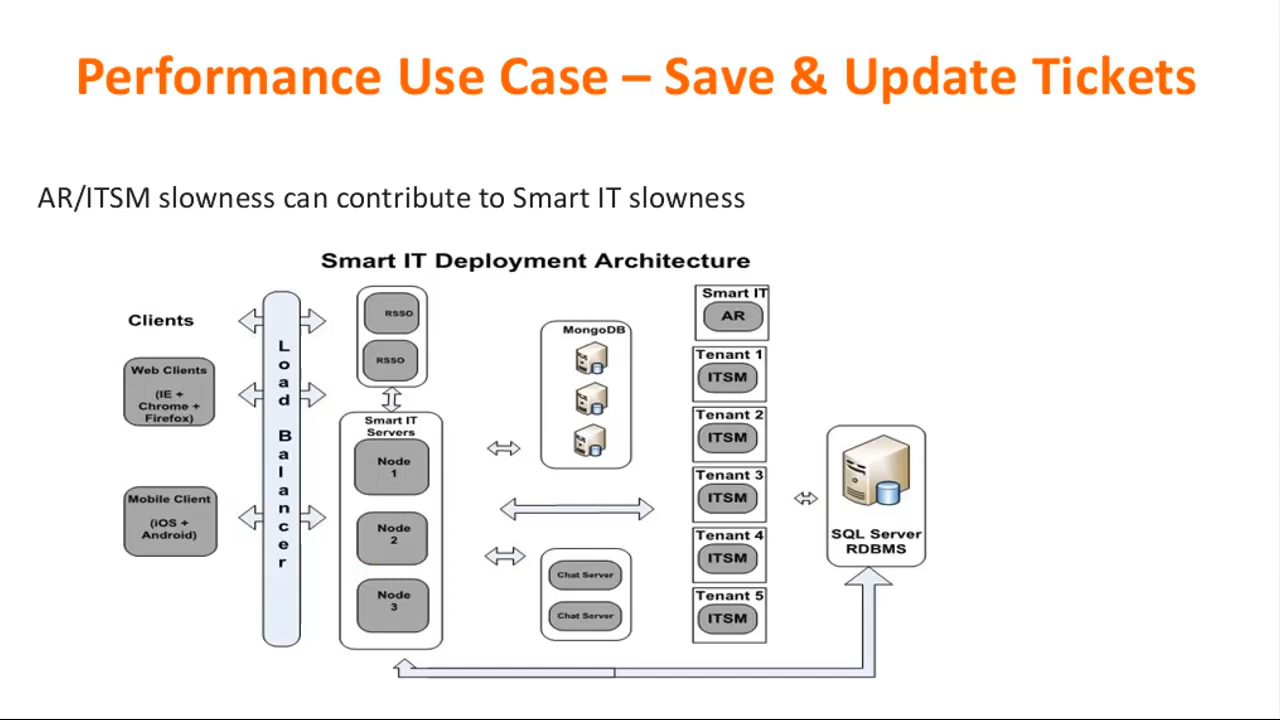 Performance Use Case – Save & Update Tickets
AR/ITSM slowness can contribute to Smart IT slowness
Smart IT Deployment Architecture
Clients
Web Clients
(IE +
Chrome +
Firefox)
Mobile Client
(iOS +
Android)
Load Balancer
RSSO
RSSO
Smart IT
Servers
Node
1
Node
2
Node
3
MongoDB
Chat Server
Chat Server
Smart IT
AR
Tenant 1
ITSM
Tenant 2
ITSM
Tenant 3
ITSM
Tenant 4
ITSM
Tenant 5
ITSM
SQL Server
RDBMS